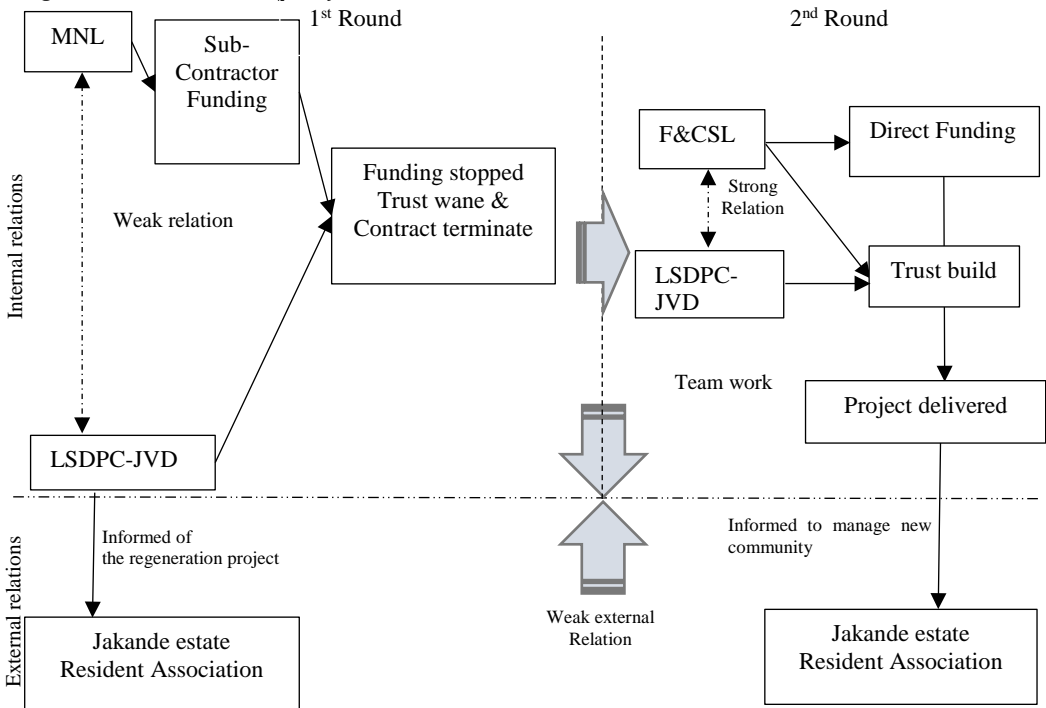 1st Round
2nd Round
MNL
Sub-
Contractor
Funding
Funding stopped
Trust wane &
Contract terminate
Weak relation
Internal relations
LSDPC-JVD
F&CSL
Direct Funding
Strong
Relation
LSDPC-
JVD
Trust build
Team work
Project delivered
Informed of
the regeneration project
Informed to manage new
community
External relations
Weak external
Relation
Jakande estate
Resident Association
Jakande estate
Resident Association